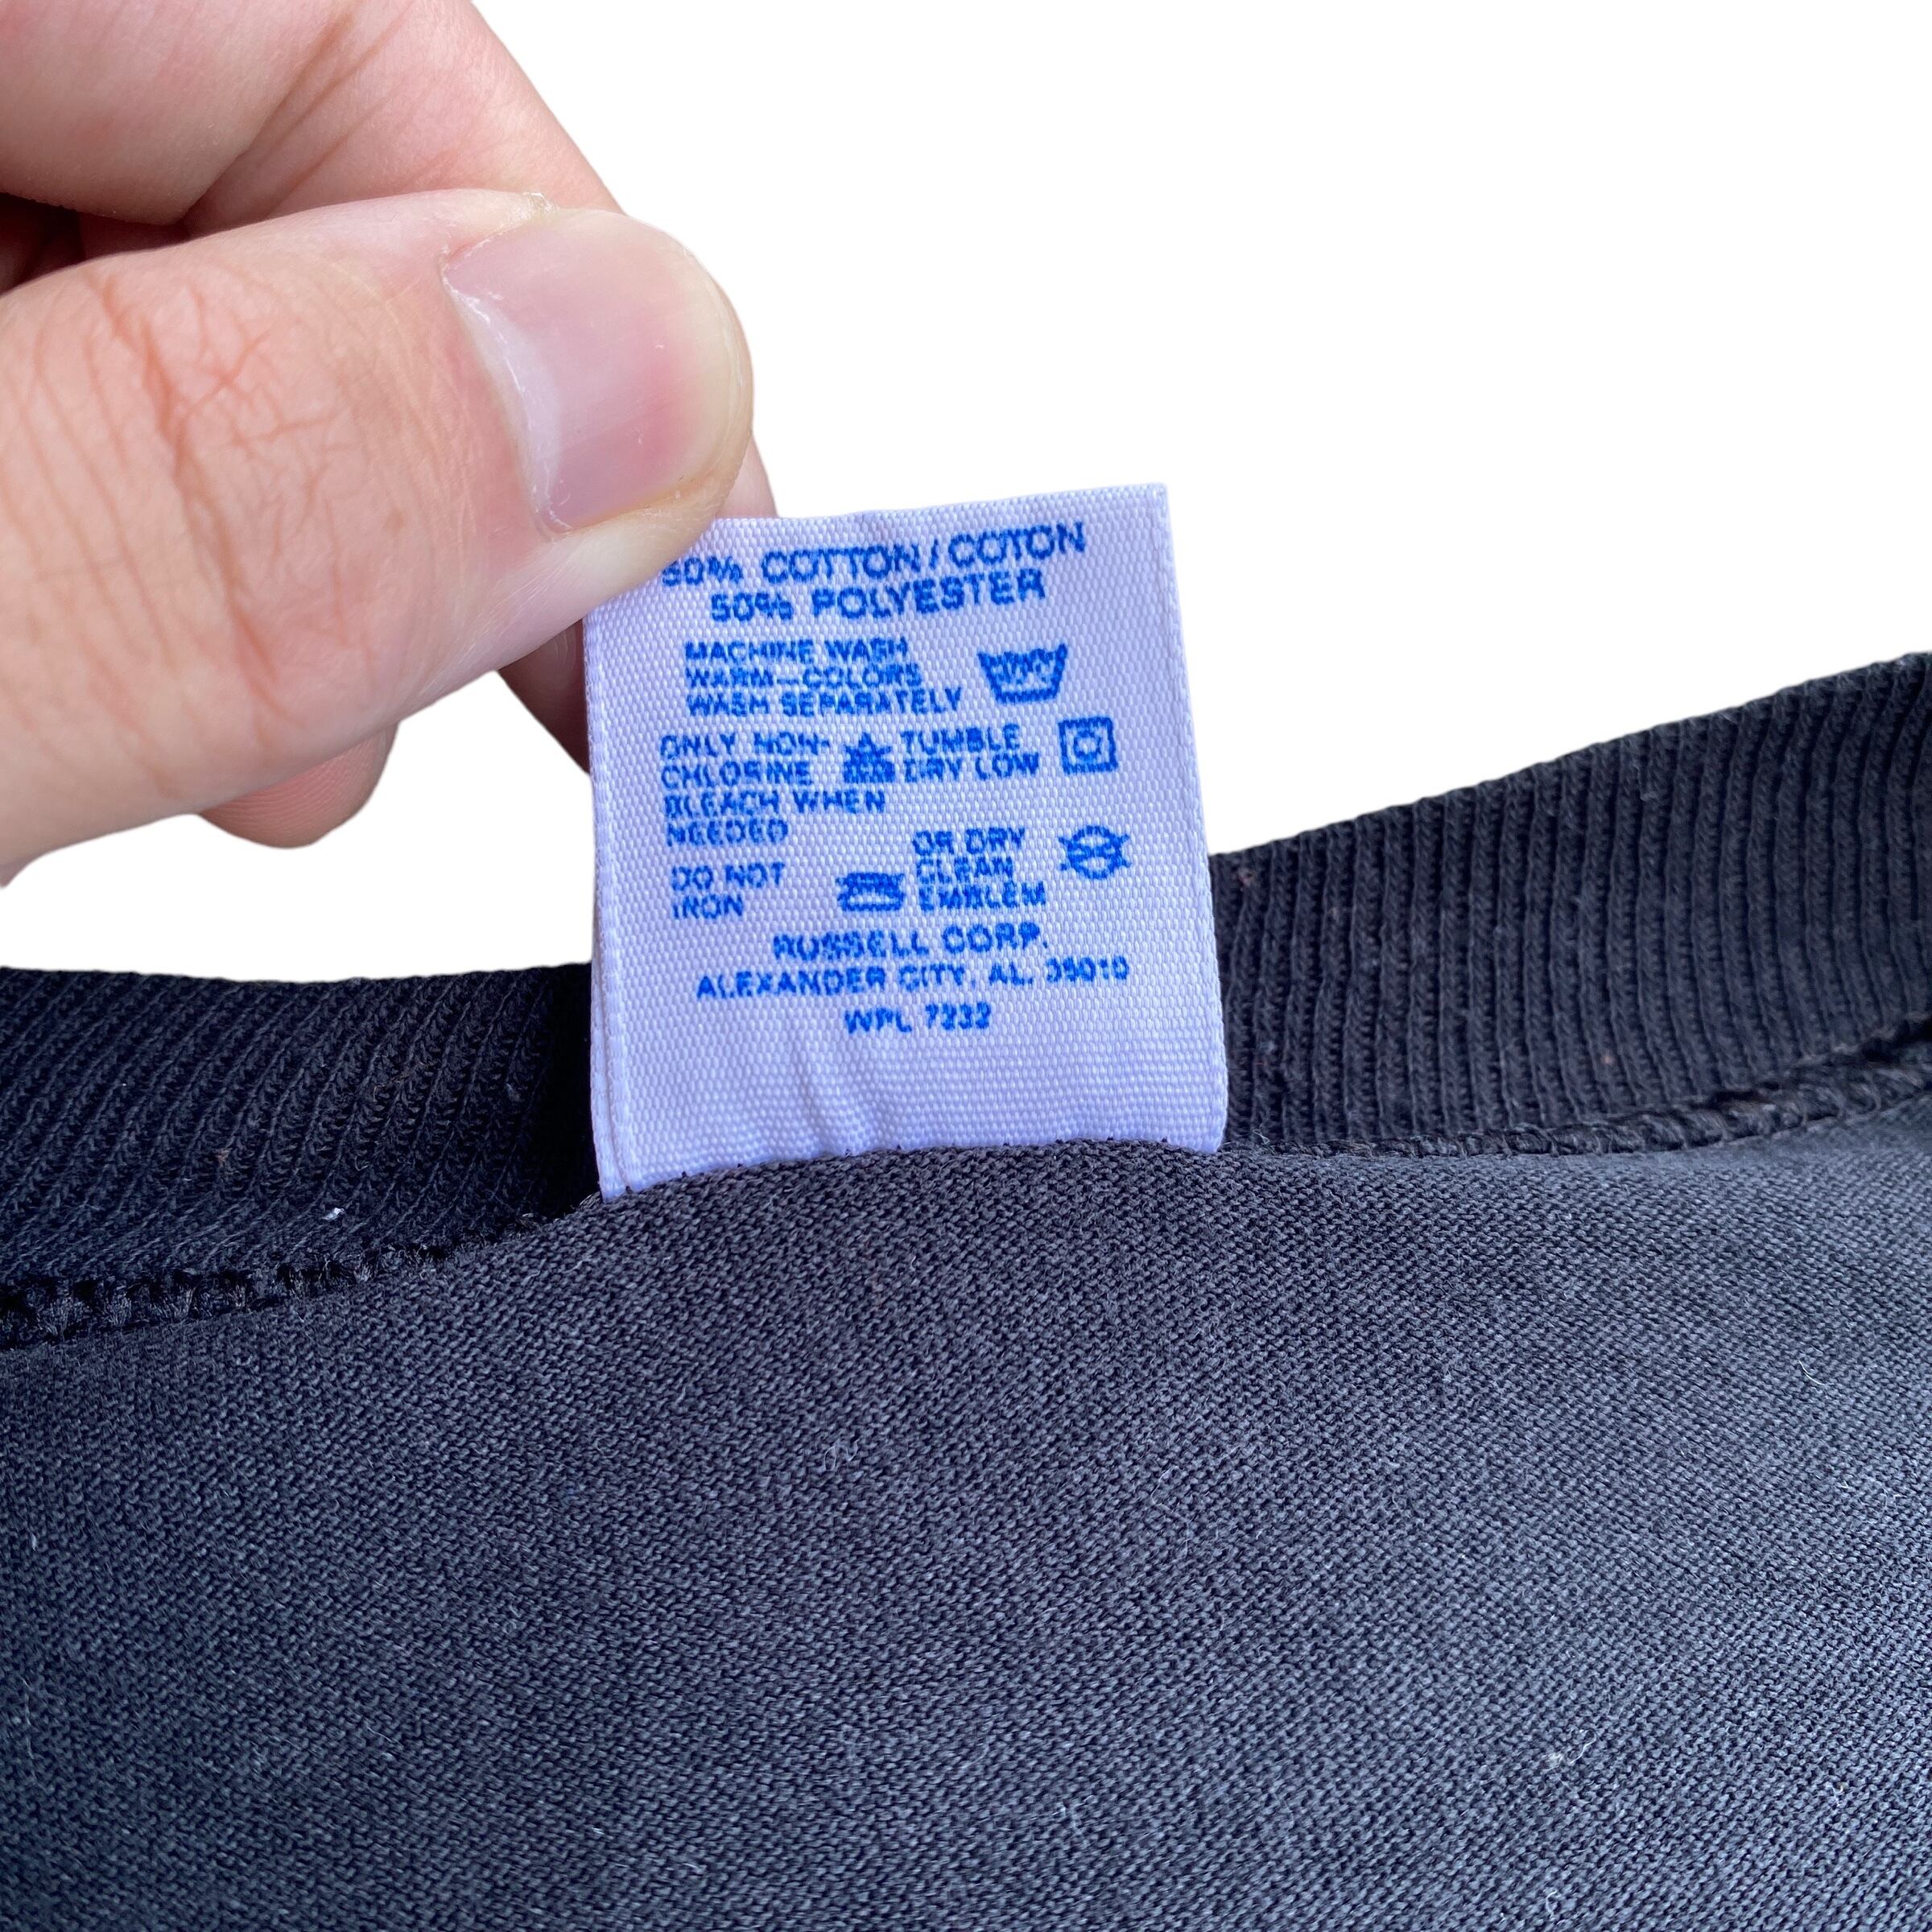 50% COTTON / COTON
50% POLYESTER
MACHINE WASH
WARM—COLORS
WASH SEPARATELY
ONLY NON-
CHLORINE
BLEACH WHEN
NEEDED
TUMBLE
DRY LOW
DO NOT
IRON
OR DRY
CLEAN
EMBLEM
RUSSELL CORP.
ALEXANDER CITY, AL. 35010
WPL 7232